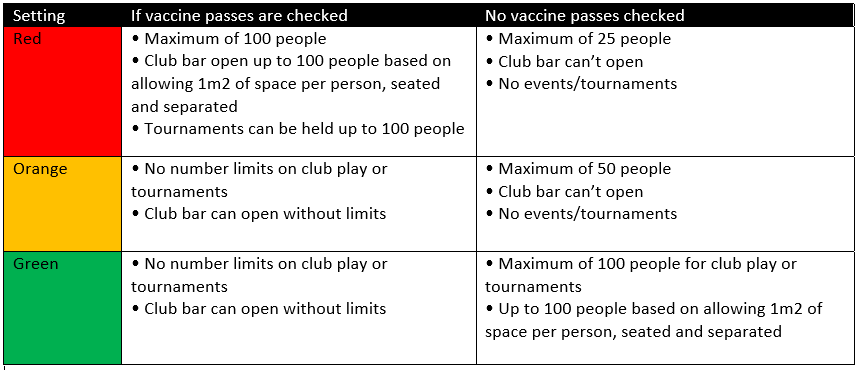 Setting If vaccine passes are checked No vaccine passes checked
Red
• Maximum of 100 people
• Club bar open up to 100 people based on
allowing 1m2 of space per person, seated
and separated
• Tournaments can be held up to 100 people
• Maximum of 25 people
• Club bar can’t open
• No events/tournaments
Orange
• No number limits on club play or
tournaments
• Club bar can open without limits
• Maximum of 50 people
• Club bar can’t open
• No events/tournaments
Green
• No number limits on club play or
tournaments
• Club bar can open without limits
• Maximum of 100 people for club play or
tournaments
• Up to 100 people based on allowing 1m2 of
space per person, seated and separated